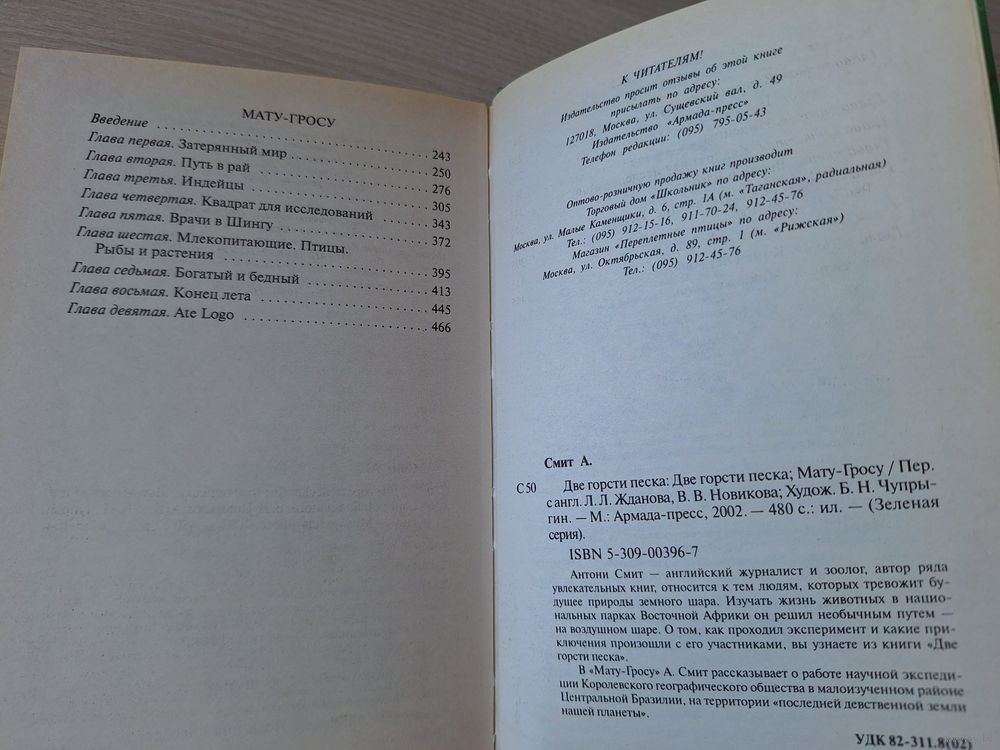 МАТУ-ГРОСУ
Введение . . . . . . . . . . . . . . . . . . . . . . . . 243
Глава первая. Затерянный мир . . . . . . . . . . . . 250
Глава вторая. Путь в рай . . . . . . . . . . . . . . . 276
Глава третья. Индейцы . . . . . . . . . . . . . . . . 305
Глава четвертая. Квадрат для исследований . . . . 343
Глава пятая. Врачи в Шингу . . . . . . . . . . . . . 372
Глава шестая. Млекопитающие. Птицы.
Рыбы и растения . . . . . . . . . . . . . . . . . . 395
Глава седьмая. Богатый и бедный . . . . . . . . . . 413
Глава восьмая. Конец лета . . . . . . . . . . . . . . 445
Глава девятая. Ate Logo . . . . . . . . . . . . . . . 466
К ЧИТАТЕЛЯМ!
Издательство просит отзывы об этой книге
присылать по адресу:
127018, Москва, ул. Сущевский вал, д. 49
Издательство «Армада-пресс»
Телефон редакции: (095) 795-05-43
Оптово-розничную продажу книг производит
Торговый дом «Школьник» по адресу:
Москва, ул. Малые Каменщики, д. 6, стр. 1А (м. «Таганская», радиальная)
Тел.: (095) 912-15-16, 911-70-24, 912-45-76
Магазин «Переплетные птицы» по адресу:
Москва, ул. Октябрьская, д. 89, стр. 1 (м. «Рижская»)
Тел.: (095) 912-45-76
Смит А.
С 50 Две горсти песка: Две горсти песка; Мату-Гросу / Пер.
с англ. Л. Л. Жданова, В. В. Новикова; Худож. Б. Н. Чупры-
гин. — М.: Армада-пресс, 2002. — 480 с.: ил. — (Зеленая
серия).
ISBN 5-309-00396-7
Антони Смит — английский журналист и зоолог, автор ряда
увлекательных книг, относится к тем людям, которых тревожит бу-
дущее природы земного шара. Изучать жизнь животных в нацио-
нальных парках Восточной Африки он решил необычным путем —
на воздушном шаре. О том, как проходил эксперимент и какие при-
ключения произошли с его участниками, вы узнаете из книги «Две
горсти песка».
В «Мату-Гросу» А. Смит рассказывает о работе научной экспеди-
ции Королевского географического общества в малоизученном районе
Центральной Бразилии, на территории «последней девственной земли
нашей планеты».
УДК 82-311.8(02)